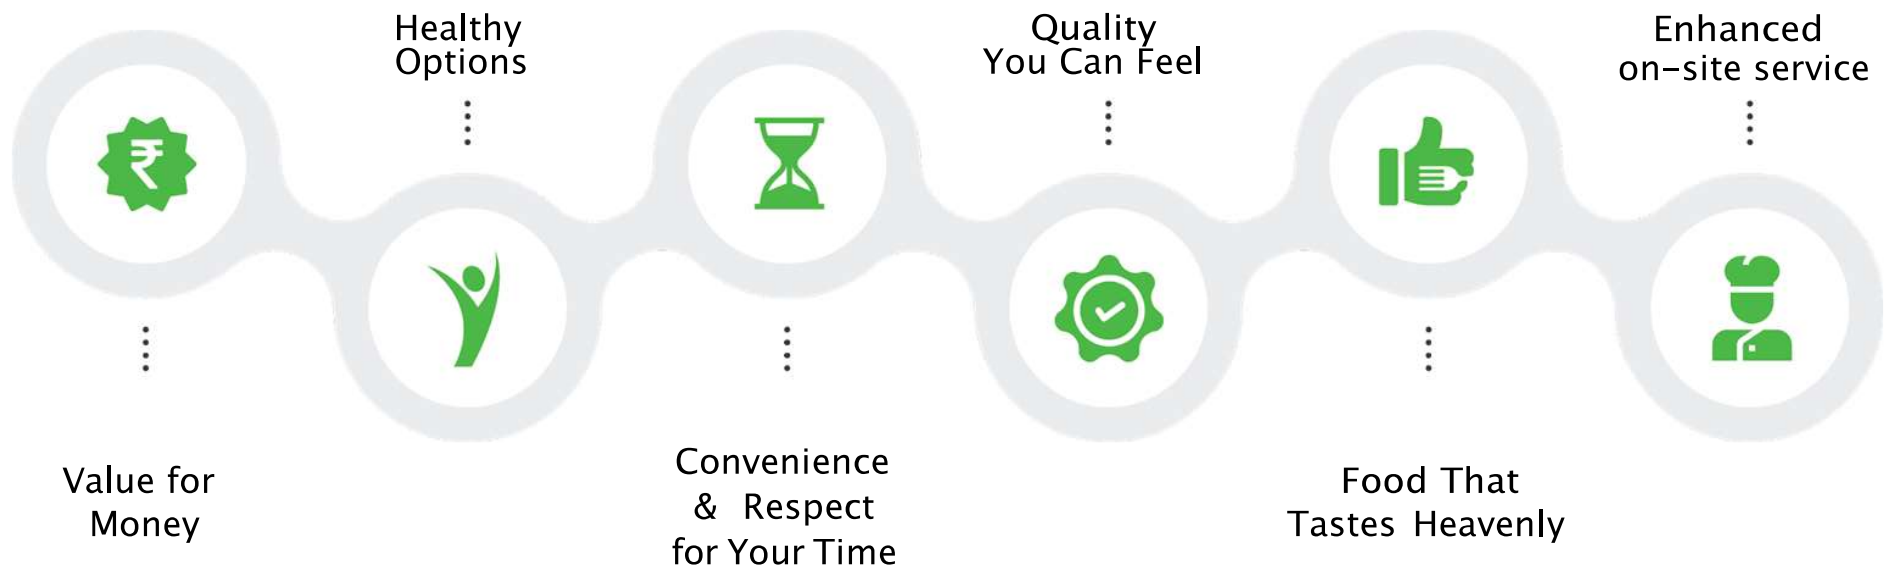 Value for
Money
Healthy
Options
Convenience
& Respect
for Your Time
Quality
You Can Feel
Food That
Tastes Heavenly
Enhanced
on-site service
₹